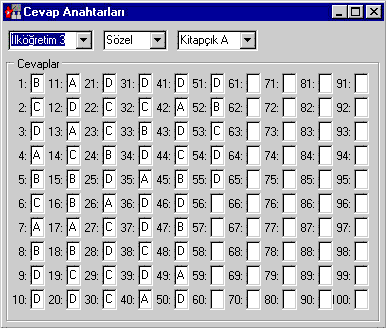 Cevap Anahtarları
İlköğretim 3 Sözel Kitapçık A
Cevaplar
1: B 11: A 21: D 31: D 41: D 51: D 61: 71: 81: 91:
2: C 12: D 22: C 32: C 42: A 52: B 62: 72: 82: 92:
3: D 13: A 23: C 33: B 43: D 53: C 63: 73: 83: 93:
4: A 14: C 24: B 34: D 44: C 54: D 64: 74: 84: 94:
5: B 15: B 25: D 35: A 45: B 55: D 65: 75: 85: 95:
6: C 16: B 26: A 36: D 46: D 56: 66: 76: 86: 96:
7: A 17: A 27: C 37: D 47: C 57: 67: 77: 87: 97:
8: B 18: B 28: D 38: C 48: D 58: 68: 78: 88: 98:
9: D 19: C 29: C 39: D 49: A 59: 69: 79: 89: 99:
10: D 20: D 30: C 40: A 50: D 60: 70: 80: 90: 100: